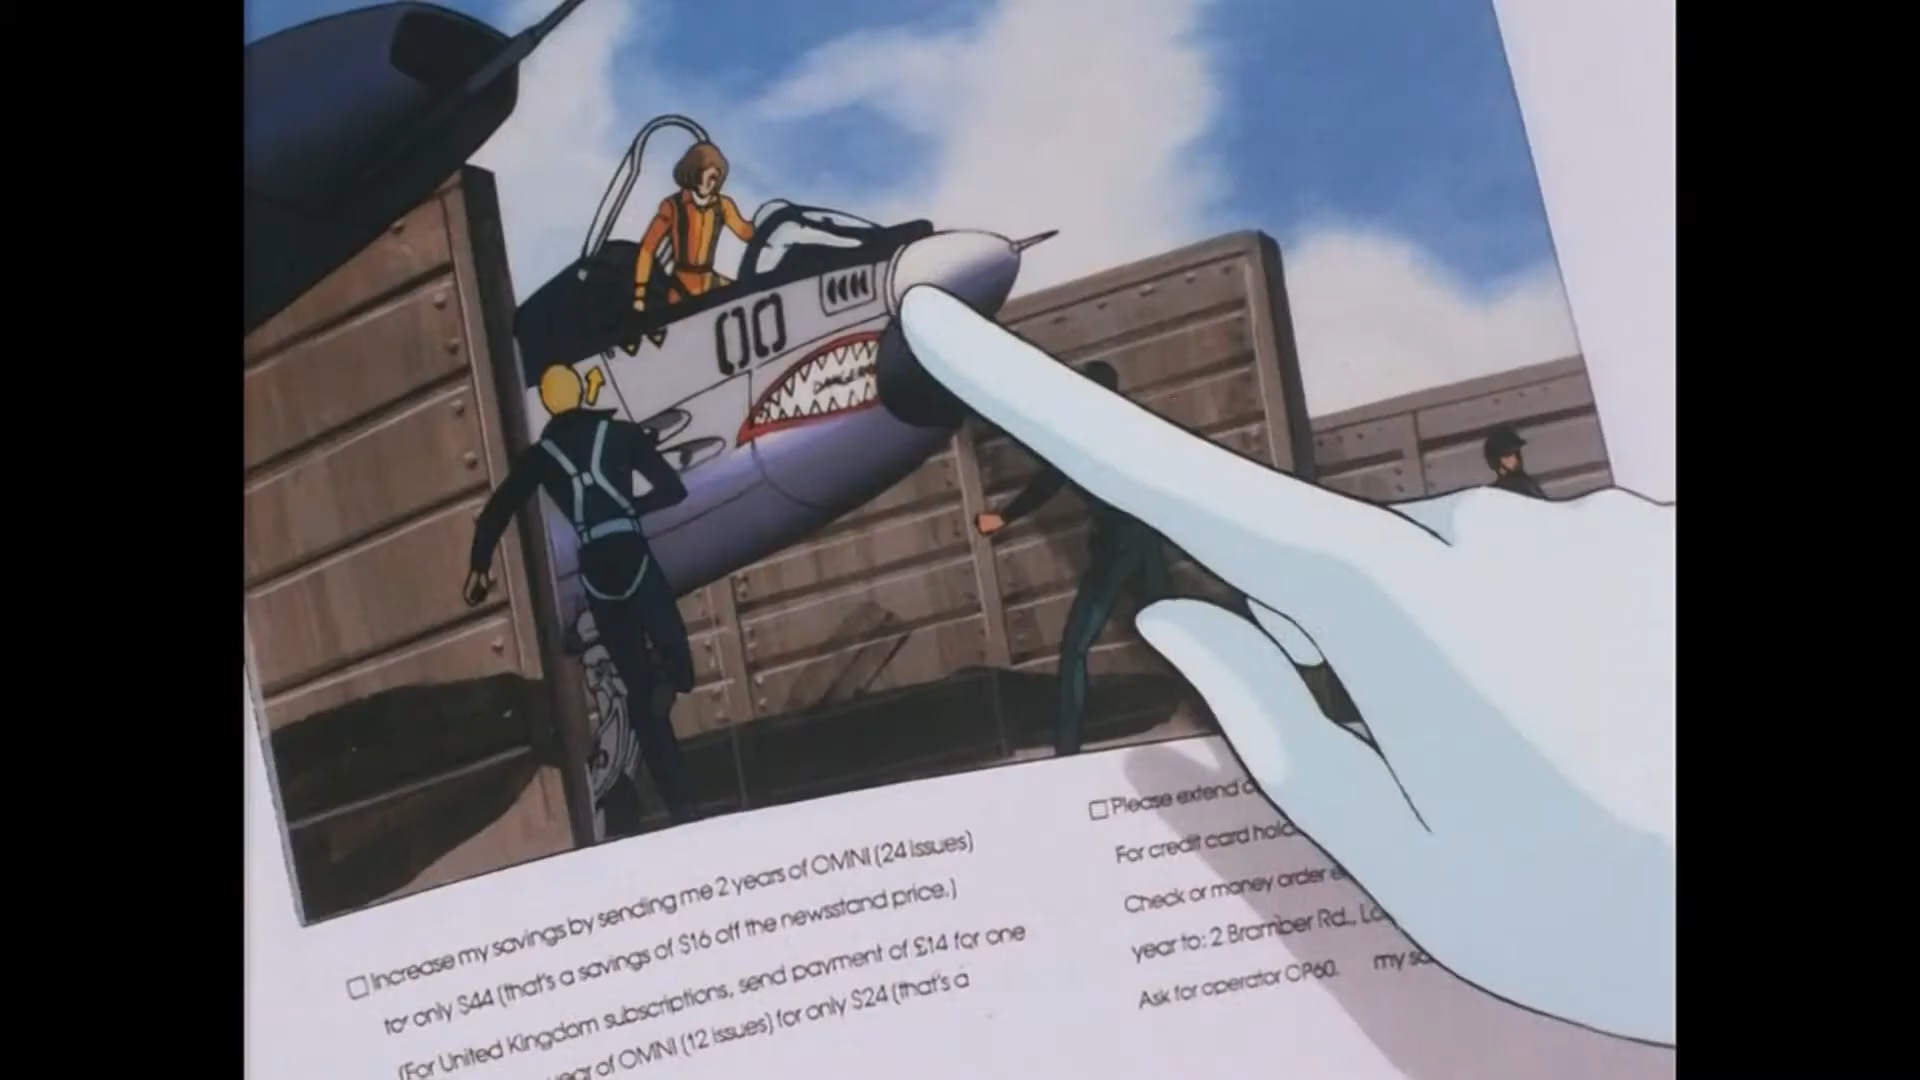 00
DANGER
☐ Increase my savings by sending me 2 years of OMNI (24 issues)
for only $44 (that's a savings of $16 off the newsstand price.)
(For United Kingdom subscriptions, send payment of £14 for one
year of OMNI (12 issues) for only $24 (that's a
☐ Please extend
For credit card
Check or money order
year to: 2 Bramber Rd.,
Ask for operator CP60. my